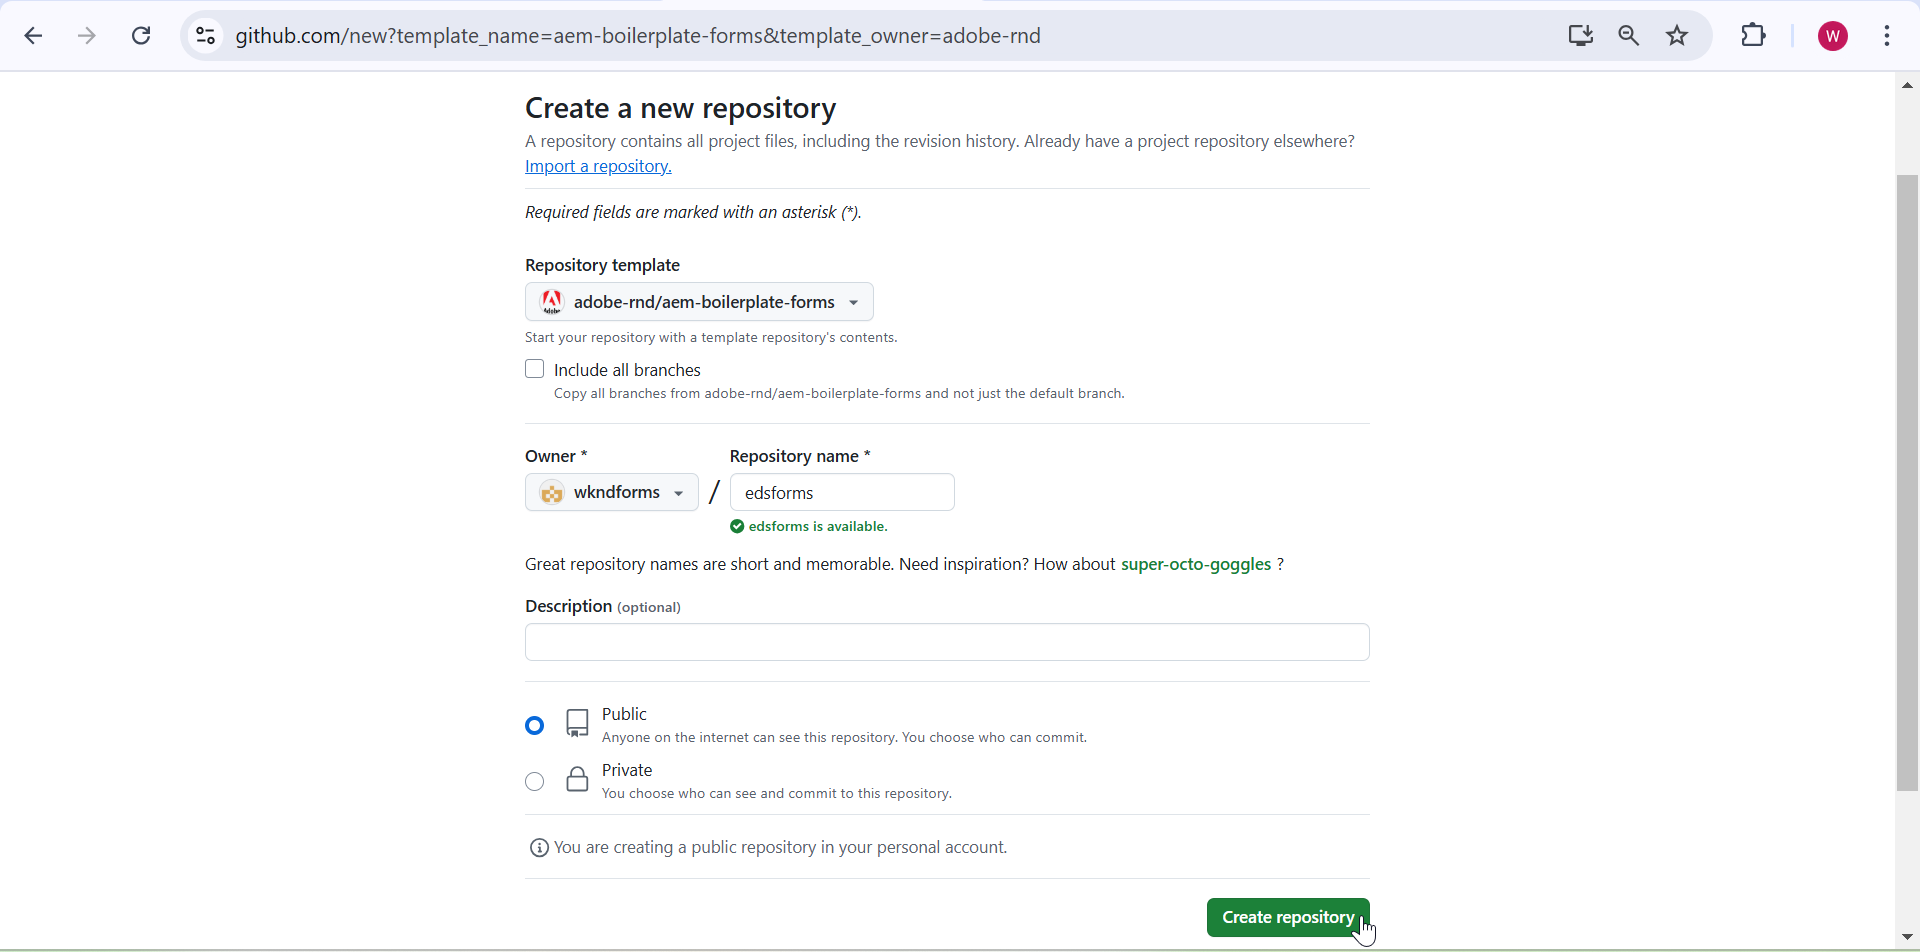 github.com/new?template_name=aem-boilerplate-forms&template_owner=adobe-rnd
W
Create a new repository
A repository contains all project files, including the revision history. Already have a project repository elsewhere?
Import a repository.
Required fields are marked with an asterisk (*).
Repository template
Adobe
adobe-rnd/aem-boilerplate-forms
Start your repository with a template repository's contents.
Include all branches
Copy all branches from adobe-rnd/aem-boilerplate-forms and not just the default branch.
Owner * Repository name *
wkndforms / edsforms
edsforms is available.
Great repository names are short and memorable. Need inspiration? How about super-octo-goggles ?
Description (optional)
Public
Anyone on the internet can see this repository. You choose who can commit.
Private
You choose who can see and commit to this repository.
You are creating a public repository in your personal account.
Create repository